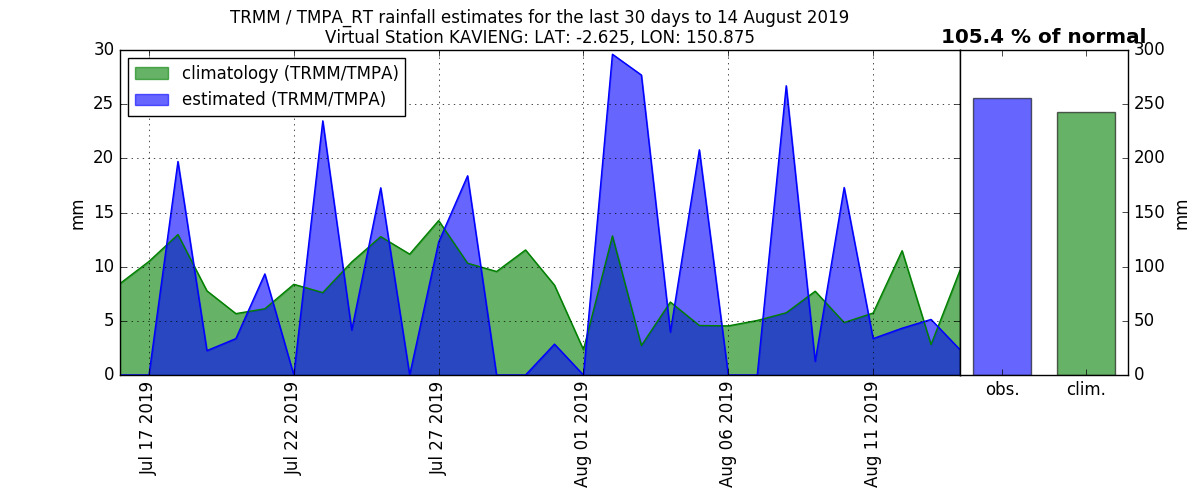 TRMM / TMPA_RT rainfall estimates for the last 30 days to 14 August 2019
Virtual Station KAVIENG: LAT: -2.625, LON: 150.875
105.4 % of normal
climatology (TRMM/TMPA)
estimated (TRMM/TMPA)
30
25
20
15
10
5
0
mm
300
250
200
150
100
50
0
mm
Jul 17 2019
Jul 22 2019
Jul 27 2019
Aug 01 2019
Aug 06 2019
Aug 11 2019
obs.
clim.